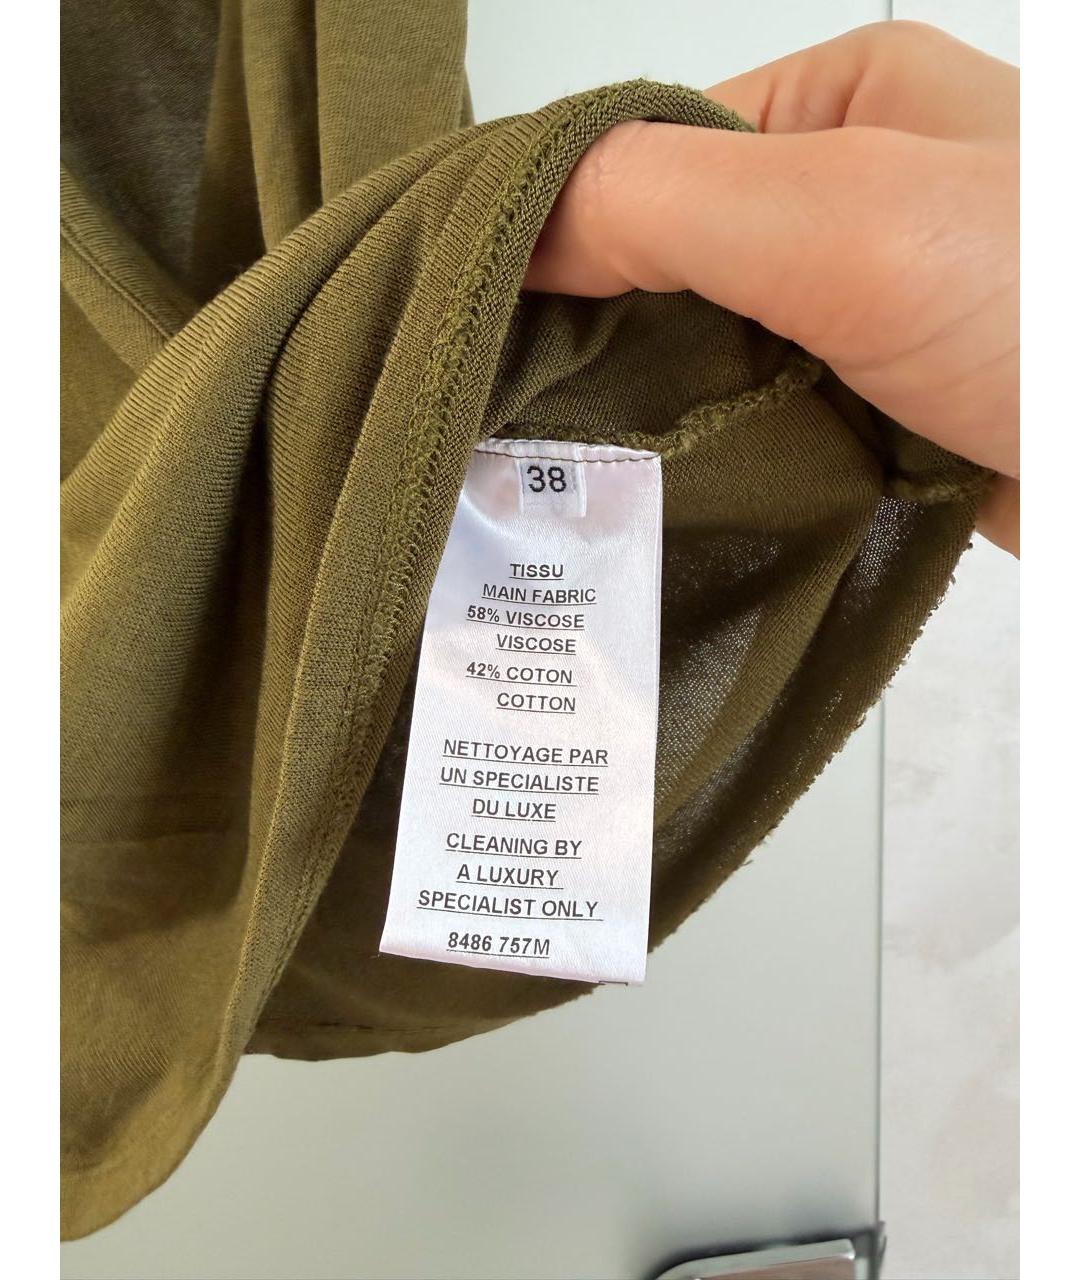 38
TISSU
MAIN FABRIC
58% VISCOSE
VISCOSE
42% COTON
COTTON
NETTOYAGE PAR
UN SPECIALISTE
DU LUXE
CLEANING BY
A LUXURY
SPECIALIST ONLY
8486 757M